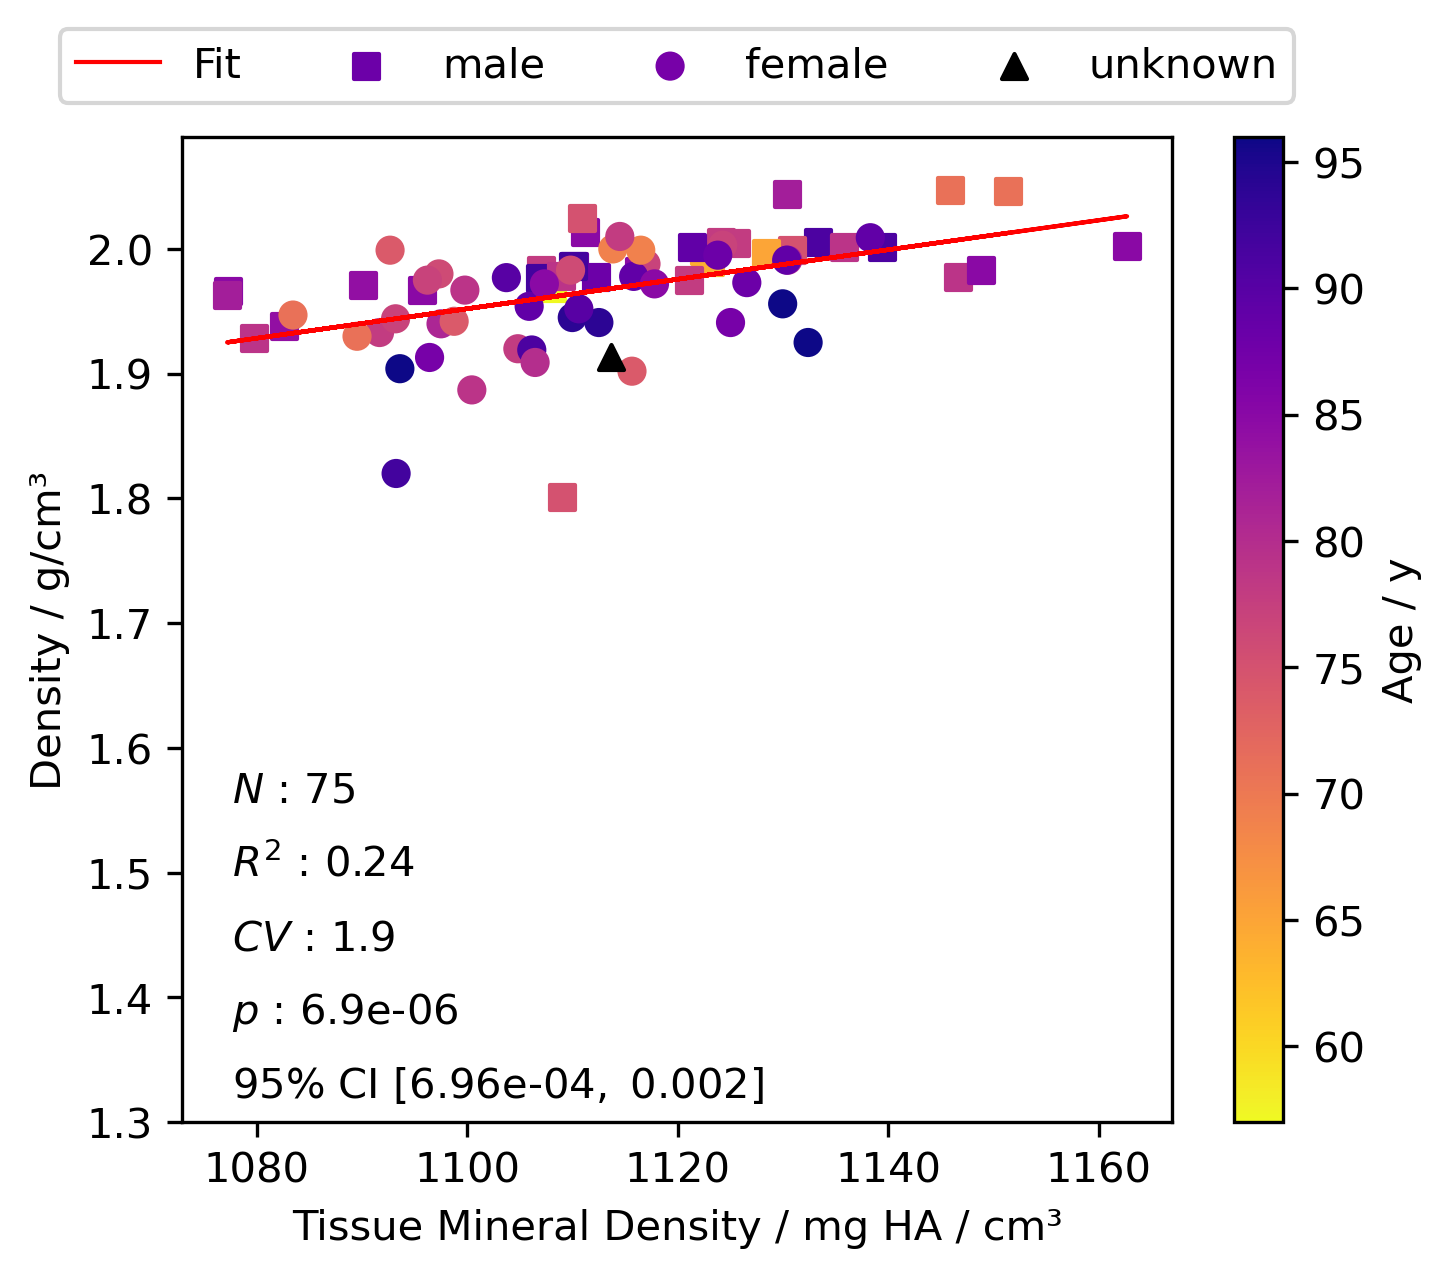 Fit male female unknown
2.0
1.9
1.8
1.7
1.6
1.5
1.4
1.3
Density / g/cm³
N : 75
R² : 0.24
CV : 1.9
p : 6.9e-06
95% CI [6.96e-04, 0.002]
1080 1100 1120 1140 1160
Tissue Mineral Density / mg HA / cm³
95
90
85
80
75
70
65
60
Age / y